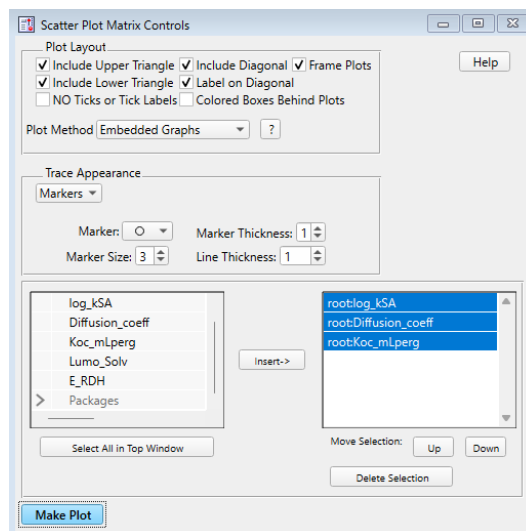 Scatter Plot Matrix Controls
Plot Layout
Include Upper Triangle Include Diagonal Frame Plots
Help
Include Lower Triangle Label on Diagonal
NO Ticks or Tick Labels Colored Boxes Behind Plots
Plot Method Embedded Graphs ?
Trace Appearance
Markers
Marker: Marker Thickness: 1
Marker Size: 3 Line Thickness: 1
log_kSA
Diffusion_coeff
Koc_mLperg
Lumo_Solv
E_RDH
Packages
Insert->
root:log_kSA
root:Diffusion_coeff
root:Koc_mLperg
Select All in Top Window
Move Selection: Up Down
Delete Selection
Make Plot